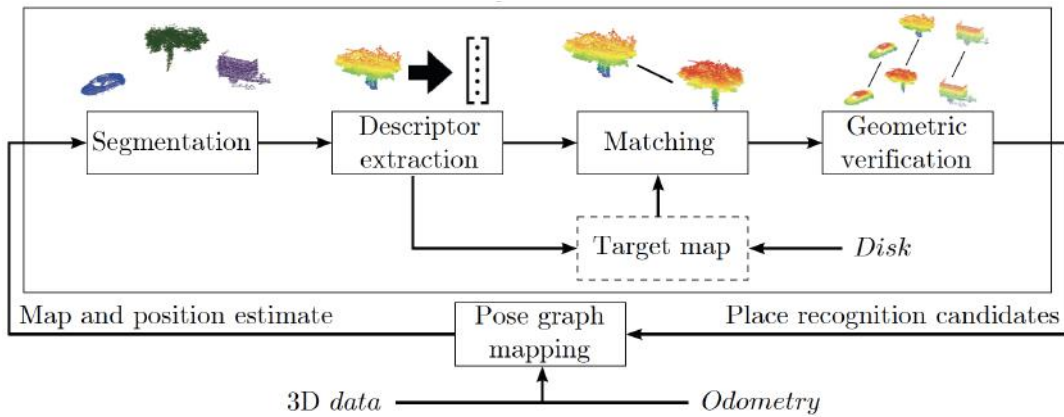 Segmentation
Descriptor
extraction
Matching
Geometric
verification
Target map
Disk
Map and position estimate
Pose graph
mapping
Place recognition candidates
3D data
Odometry